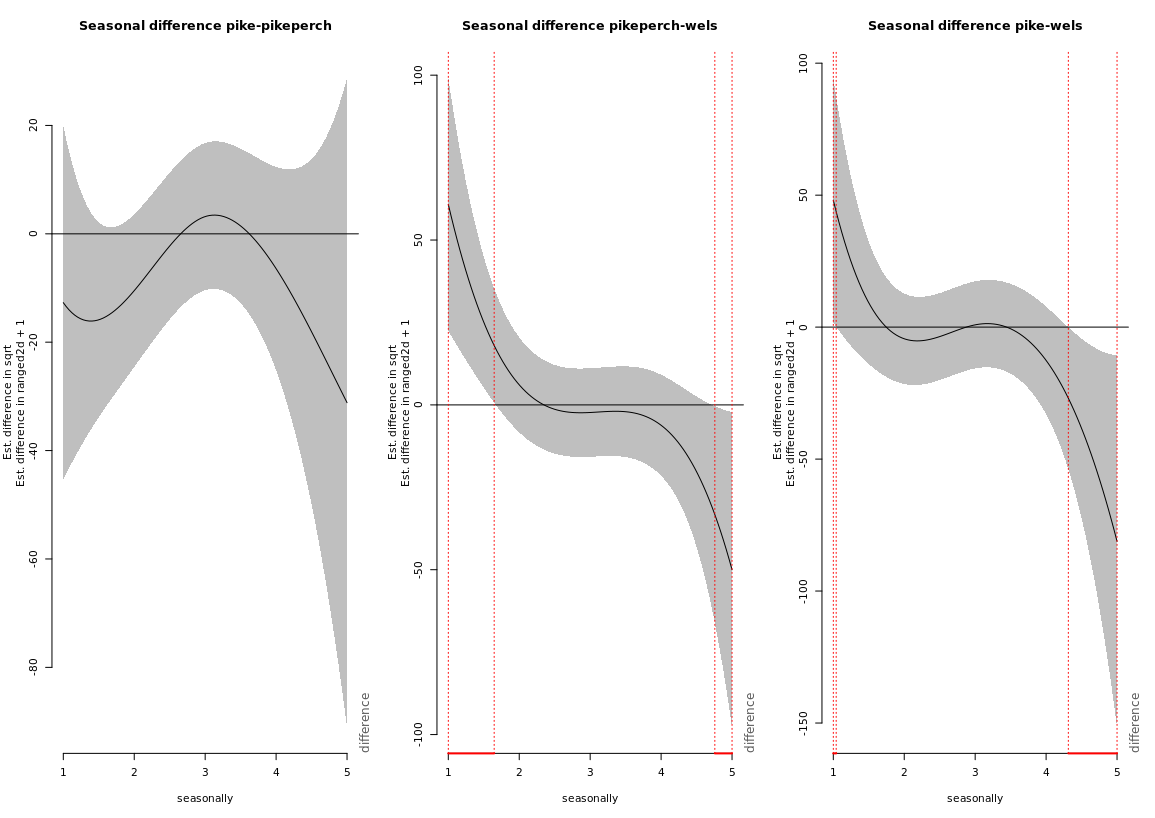 Seasonal difference pike-pikeperch
Est. difference in sqrt
Est. difference in ranged2d + 1
20
0
-20
-40
-60
-80
1 2 3 4 5
seasonally
difference
Seasonal difference pikeperch-wels
Est. difference in sqrt
Est. difference in ranged2d + 1
100
50
0
-50
-100
1 2 3 4 5
seasonally
difference
Seasonal difference pike-wels
Est. difference in sqrt
Est. difference in ranged2d + 1
100
50
0
-50
-100
-150
1 2 3 4 5
seasonally
difference